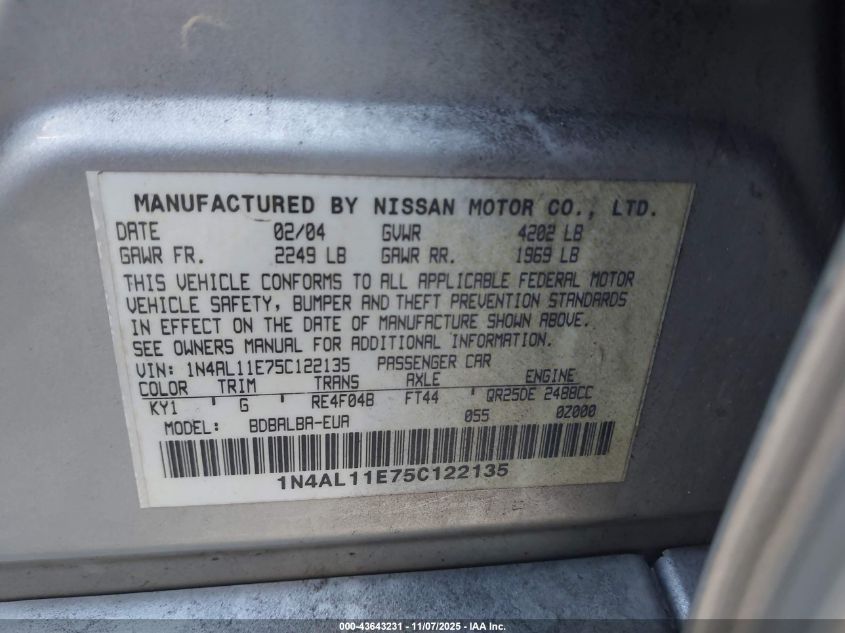 MANUFACTURED BY NISSAN MOTOR CO., LTD.
DATE 02/04 GVWR 4202 LB
GAWR FR. 2249 LB GAWR RR. 1969 LB
THIS VEHICLE CONFORMS TO ALL APPLICABLE FEDERAL MOTOR
VEHICLE SAFETY, BUMPER AND THEFT PREVENTION STANDARDS
IN EFFECT ON THE DATE OF MANUFACTURE SHOWN ABOVE.
SEE OWNERS MANUAL FOR ADDITIONAL INFORMATION.
VIN: 1N4AL11E75C122135 PASSENGER CAR
COLOR TRIM TRANS AXLE ENGINE
KY1 ' G ' RE4F04B FT44 QR25DE 2488CC
MODEL: BDBALBA-EUA 055 0Z000
1N4AL11E75C122135
000-43643231 - 11/07/2025 - IAA Inc.